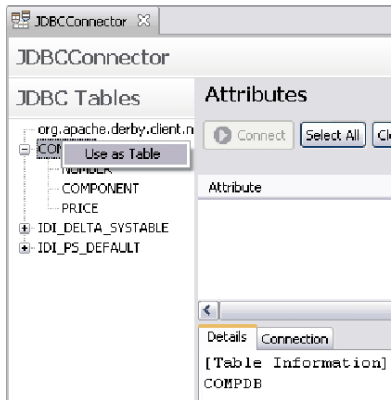 JDBCConnector
JDBCConnector
JDBC Tables
org.apache.derby.client.n
Use as Table
NUMBER
COMPONENT
PRICE
IDI_DELTA_SYSTABLE
IDI_PS_DEFAULT
Attributes
Connect Select All
Attribute
Details Connection
[Table Information]
COMPDB